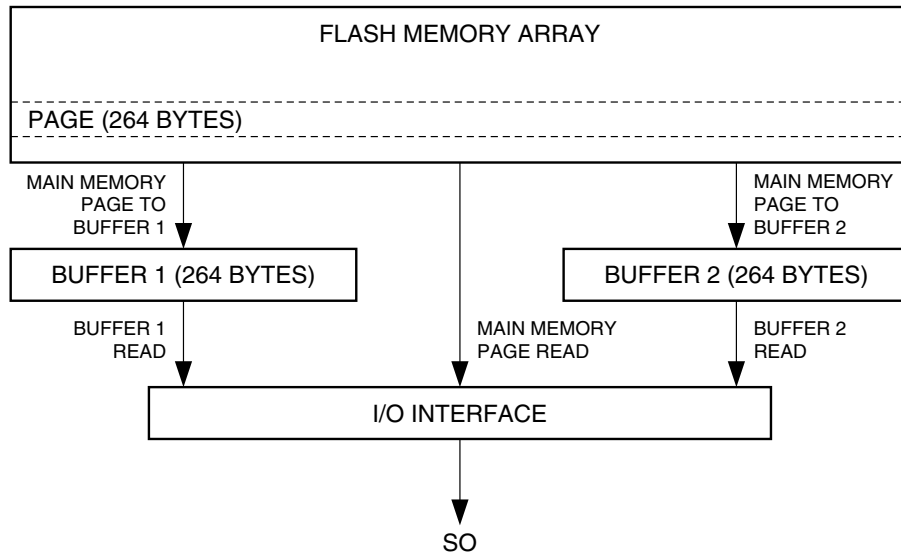 FLASH MEMORY ARRAY
PAGE (264 BYTES)
MAIN MEMORY
PAGE TO
BUFFER 1
MAIN MEMORY
PAGE TO
BUFFER 2
BUFFER 1 (264 BYTES)
BUFFER 2 (264 BYTES)
BUFFER 1
READ
MAIN MEMORY
PAGE READ
BUFFER 2
READ
I/O INTERFACE
SO